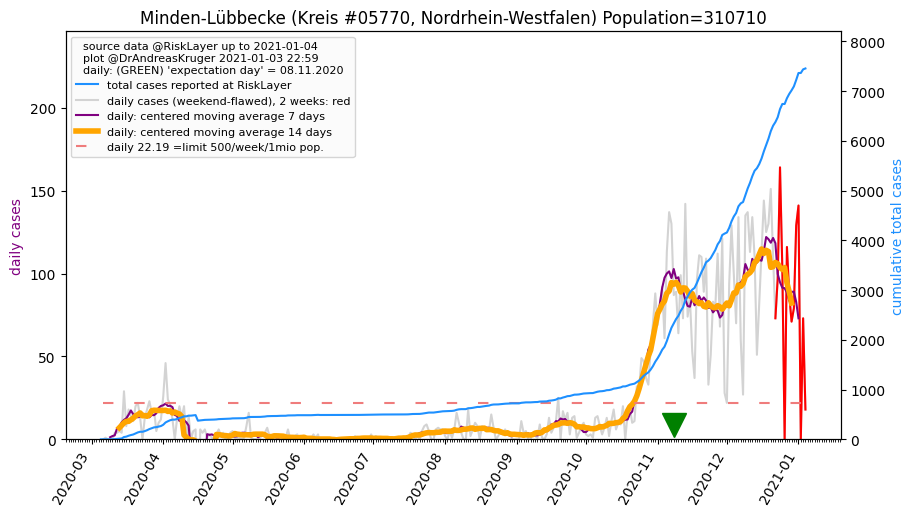 Minden-Lübbecke (Kreis #05770, Nordrhein-Westfalen) Population=310710
source data @RiskLayer up to 2021-01-04
plot @DrAndreasKruger 2021-01-03 22:59
daily: (GREEN) 'expectation day' = 08.11.2020
total cases reported at RiskLayer
daily cases (weekend-flawed), 2 weeks: red
daily: centered moving average 7 days
daily: centered moving average 14 days
daily 22.19 =limit 500/week/1mio pop.
daily cases
200
150
100
50
0
cumulative total cases
8000
7000
6000
5000
4000
3000
2000
1000
0
2020-03
2020-04
2020-05
2020-06
2020-07
2020-08
2020-09
2020-10
2020-11
2020-12
2021-01